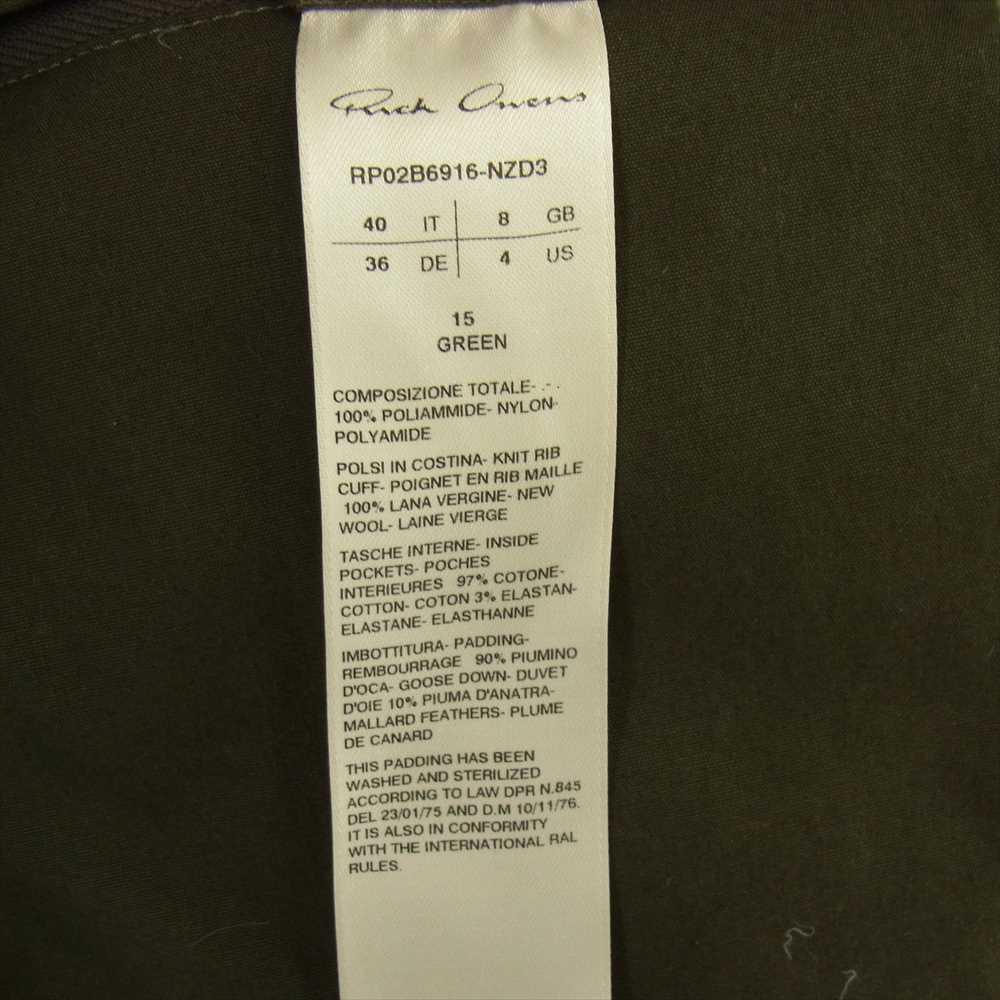 Rick Owens
RP02B6916-NZD3
40 IT 8 GB
36 DE 4 US
15
GREEN
COMPOSIZIONE TOTALE- .- .
100% POLIAMMIDE- NYLON-
POLYAMIDE
POLSI IN COSTINA- KNIT RIB
CUFF- POIGNET EN RIB MAILLE
100% LANA VERGINE- NEW
WOOL- LAINE VIERGE
TASCHE INTERNE- INSIDE
POCKETS- POCHES
INTERIEURES 97% COTONE-
COTTON- COTON 3% ELASTAN-
ELASTANE- ELASTHANNE
IMBOTTITURA- PADDING-
REMBOURRAGE 90% PIUMINO
D'OCA- GOOSE DOWN- DUVET
D'OIE 10% PIUMA D'ANATRA-
MALLARD FEATHERS- PLUME
DE CANARD
THIS PADDING HAS BEEN
WASHED AND STERILIZED
ACCORDING TO LAW DPR N.845
DEL 23/01/75 AND D.M 10/11/76.
IT IS ALSO IN CONFORMITY
WITH THE INTERNATIONAL RAL
RULES.